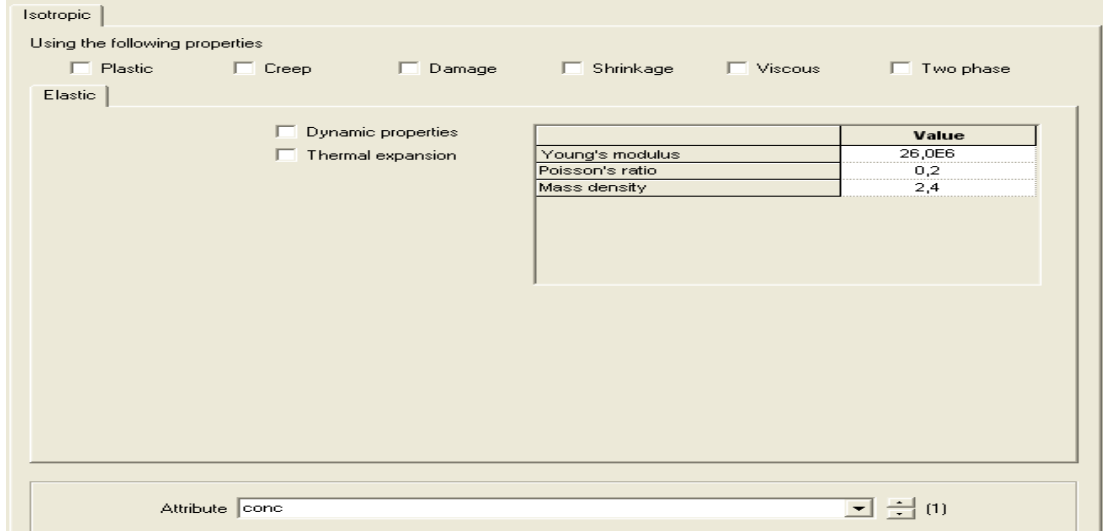 Isotropic
Using the following properties
Plastic Creep Damage Shrinkage Viscous Two phase
Elastic
Dynamic properties
Thermal expansion
Value
Young's modulus 26,0E6
Poisson's ratio 0,2
Mass density 2,4
Attribute conc (1)